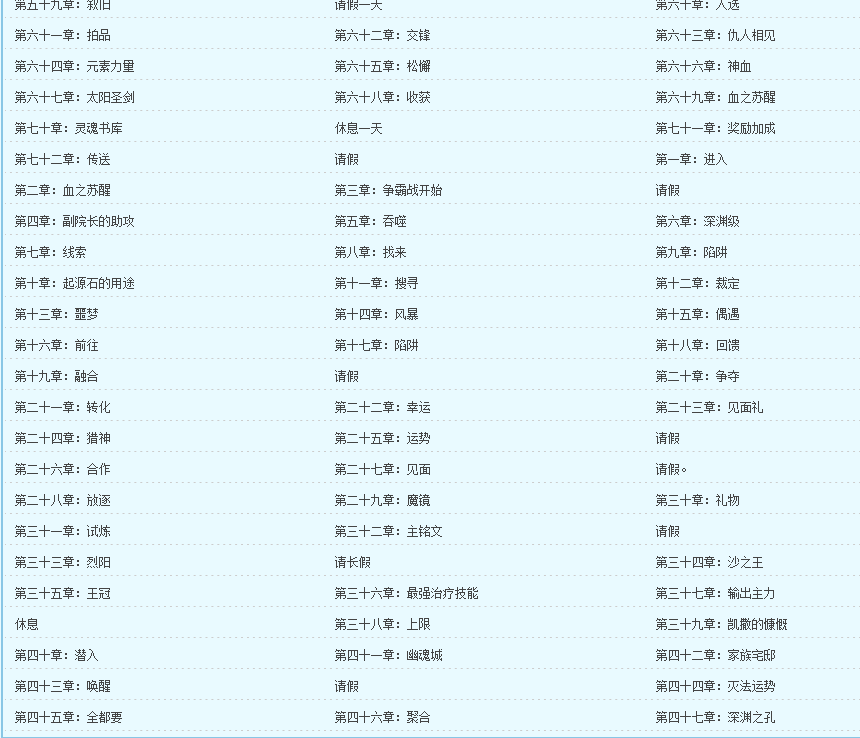 第五十九章：叙旧 请假一天 第六十章：人选
第六十一章：拍品 第六十二章：交锋 第六十三章：仇人相见
第六十四章：元素力量 第六十五章：松懈 第六十六章：神血
第六十七章：太阳圣剑 第六十八章：收获 第六十九章：血之苏醒
第七十章：灵魂书库 休息一天 第七十一章：奖励加成
第七十二章：传送 请假 第一章：进入
第二章：血之苏醒 第三章：争霸战开始 请假
第四章：副院长的助攻 第五章：吞噬 第六章：深渊级
第七章：线索 第八章：找来 第九章：陷阱
第十章：起源石的用途 第十一章：搜寻 第十二章：裁定
第十三章：噩梦 第十四章：风暴 第十五章：偶遇
第十六章：前往 第十七章：陷阱 第十八章：回馈
第十九章：融合 请假 第二十章：争夺
第二十一章：转化 第二十二章：幸运 第二十三章：见面礼
第二十四章：猎神 第二十五章：运势 请假
第二十六章：合作 第二十七章：见面 请假。
第二十八章：放逐 第二十九章：魔镜 第三十章：礼物
第三十一章：试炼 第三十二章：主铭文 请假
第三十三章：烈阳 请长假 第三十四章：沙之王
第三十五章：王冠 第三十六章：最强治疗技能 第三十七章：输出主力
休息 第三十八章：上限 第三十九章：凯撒的慷慨
第四十章：潜入 第四十一章：幽魂城 第四十二章：家族宅邸
第四十三章：唤醒 请假 第四十四章：灭法运势
第四十五章：全都要 第四十六章：聚合 第四十七章：深渊之孔